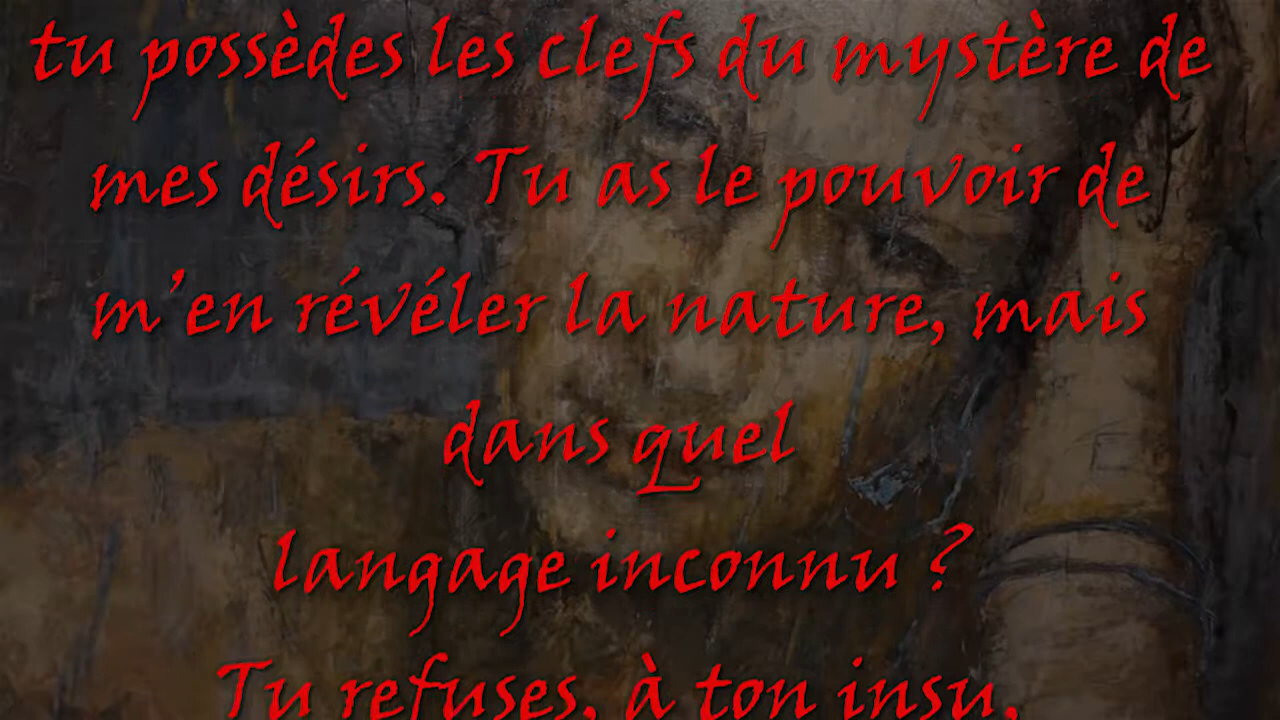 tu possèdes les clefs du mystère de
mes désirs. Tu as le pouvoir de
m’en révéler la nature, mais
dans quel
langage inconnu ?
Tu refuses, à ton insu,